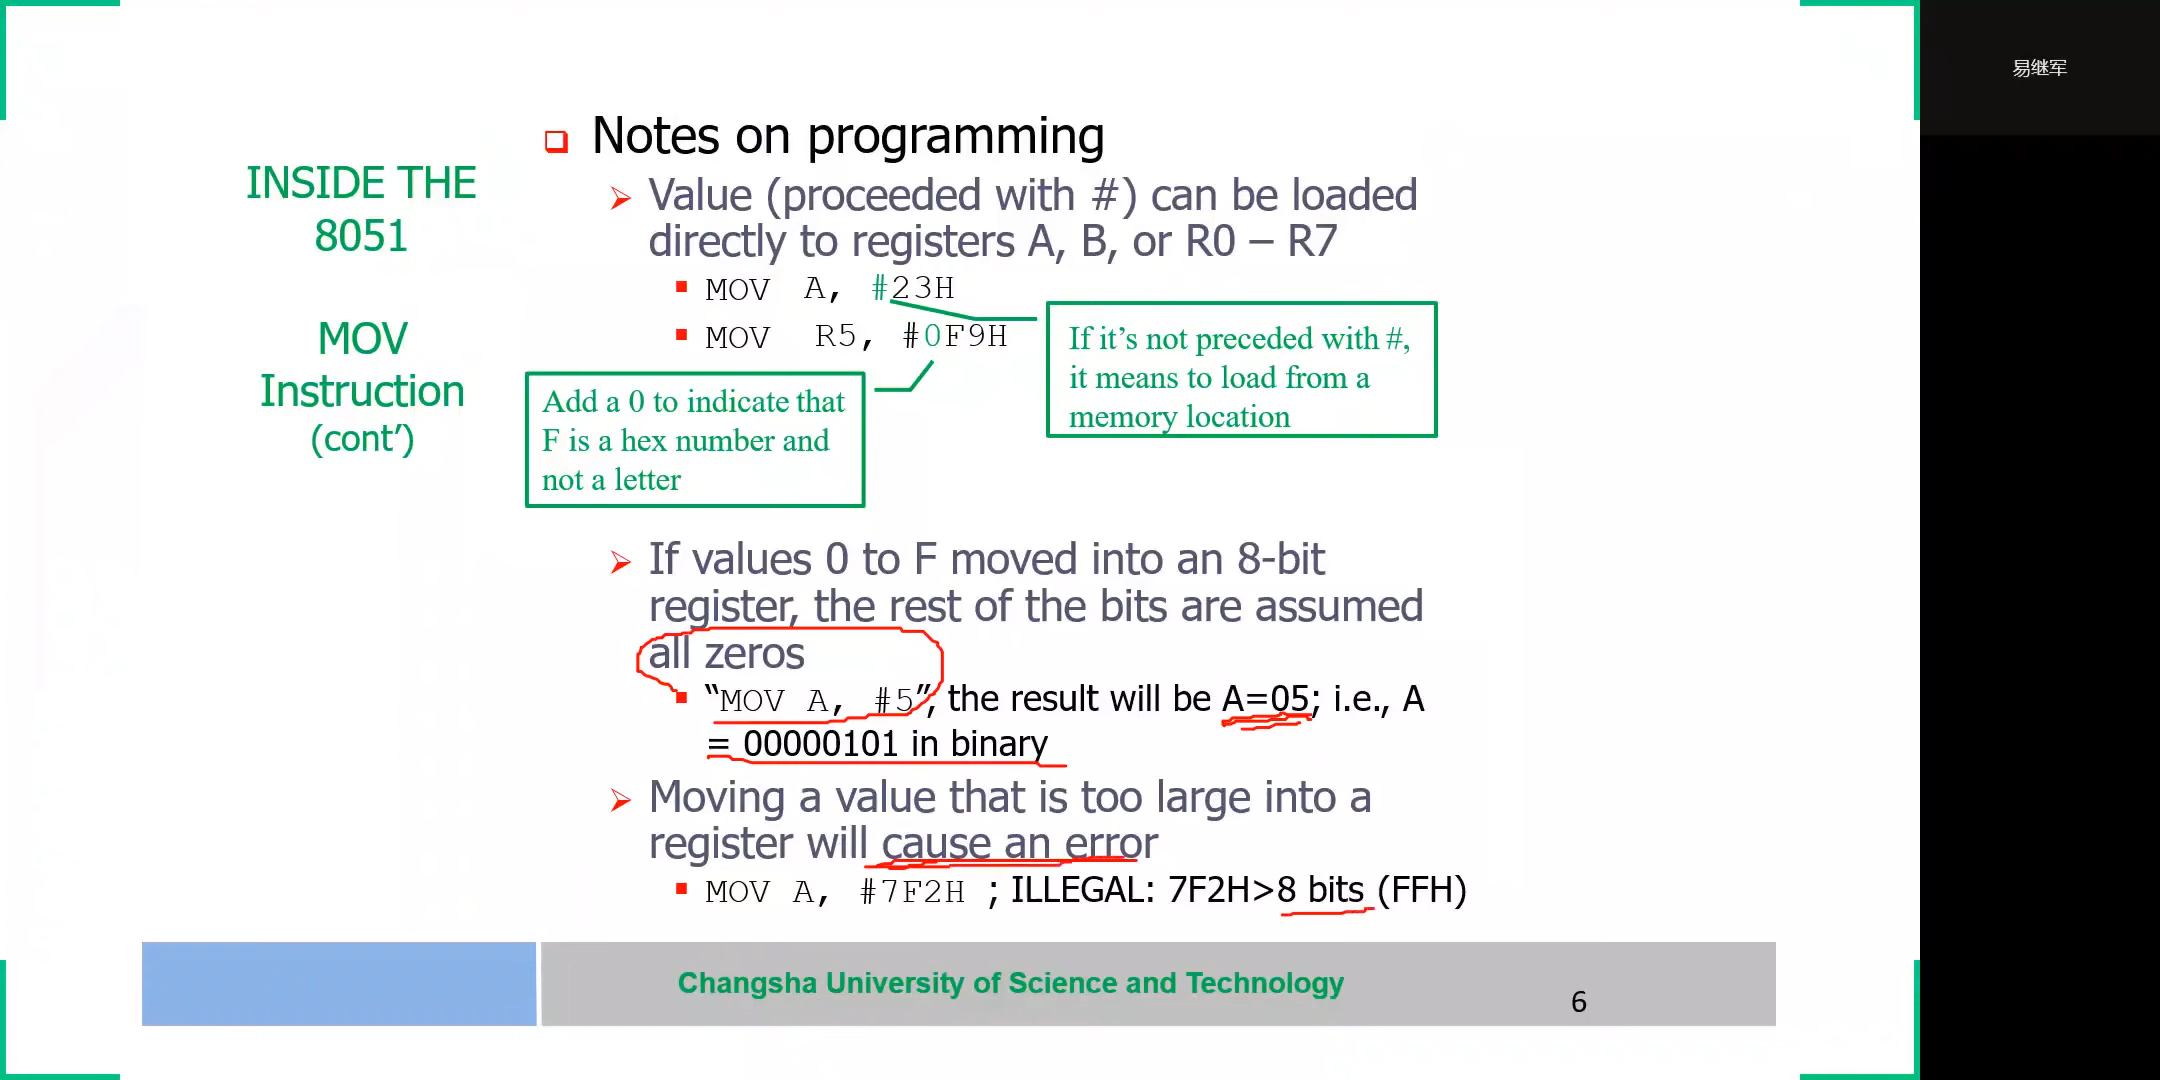 易继军
INSIDE THE
8051
MOV
Instruction
(cont’)
Notes on programming
Value (proceeded with #) can be loaded
directly to registers A, B, or R0 – R7
MOV A, #23H
MOV R5, #0F9H
If it’s not preceded with #,
it means to load from a
memory location
Add a 0 to indicate that
F is a hex number and
not a letter
If values 0 to F moved into an 8-bit
register, the rest of the bits are assumed
all zeros
“MOV A, #5”, the result will be A=05; i.e., A
= 00000101 in binary
Moving a value that is too large into a
register will cause an error
MOV A, #7F2H ; ILLEGAL: 7F2H>8 bits (FFH)
Changsha University of Science and Technology
6